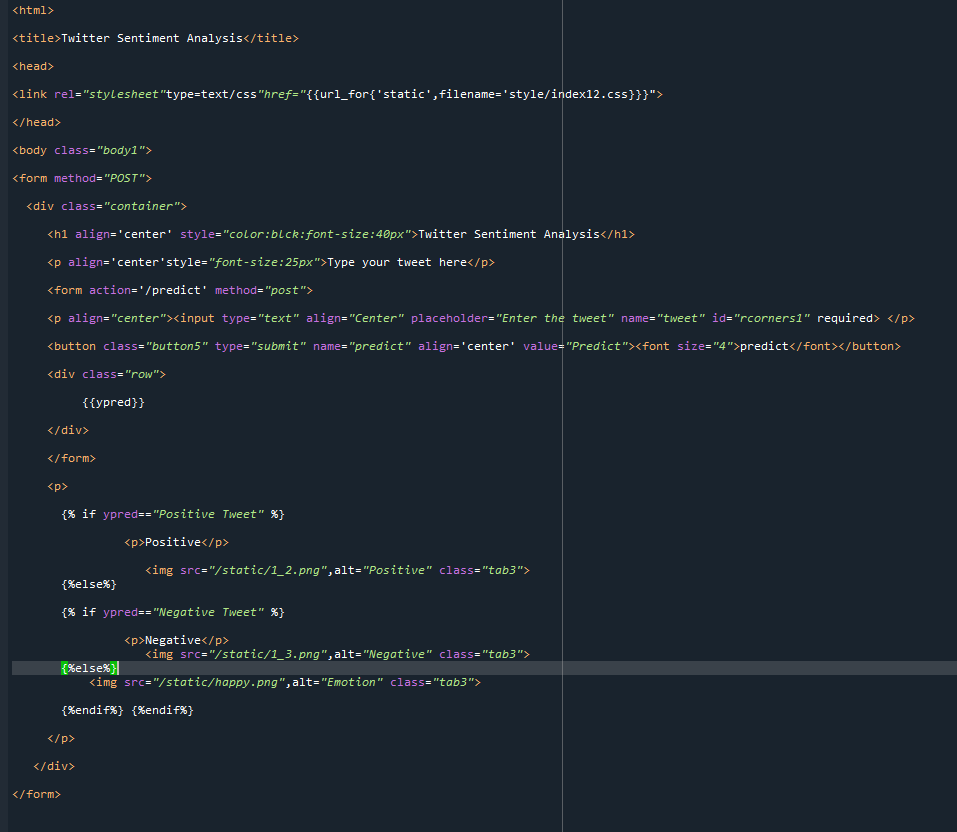 <html>
<title>Twitter Sentiment Analysis</title>
<head>
<link rel="stylesheet"type=text/css"href="{{url_for{'static',filename='style/index12.css}}}">
</head>
<body class="body1">
<form method="POST">
<div class="container">
<h1 align='center' style="color:blck:font-size:40px">Twitter Sentiment Analysis</h1>
<p align='center'style="font-size:25px">Type your tweet here</p>
<form action='/predict' method="post">
<p align="center"><input type="text" align="Center" placeholder="Enter the tweet" name="tweet" id="rcorners1" required> </p>
<button class="button5" type="submit" name="predict" align='center' value="Predict"><font size="4">predict</font></button>
<div class="row">
{{ypred}}
</div>
</form>
<p>
{% if ypred=="Positive Tweet" %}
<p>Positive</p>
<img src="/static/1_2.png",alt="Positive" class="tab3">
{%else%}
{% if ypred=="Negative Tweet" %}
<p>Negative</p>
<img src="/static/1_3.png",alt="Negative" class="tab3">
{%else%}
<img src="/static/happy.png",alt="Emotion" class="tab3">
{%endif%} {%endif%}
</p>
</div>
</form>